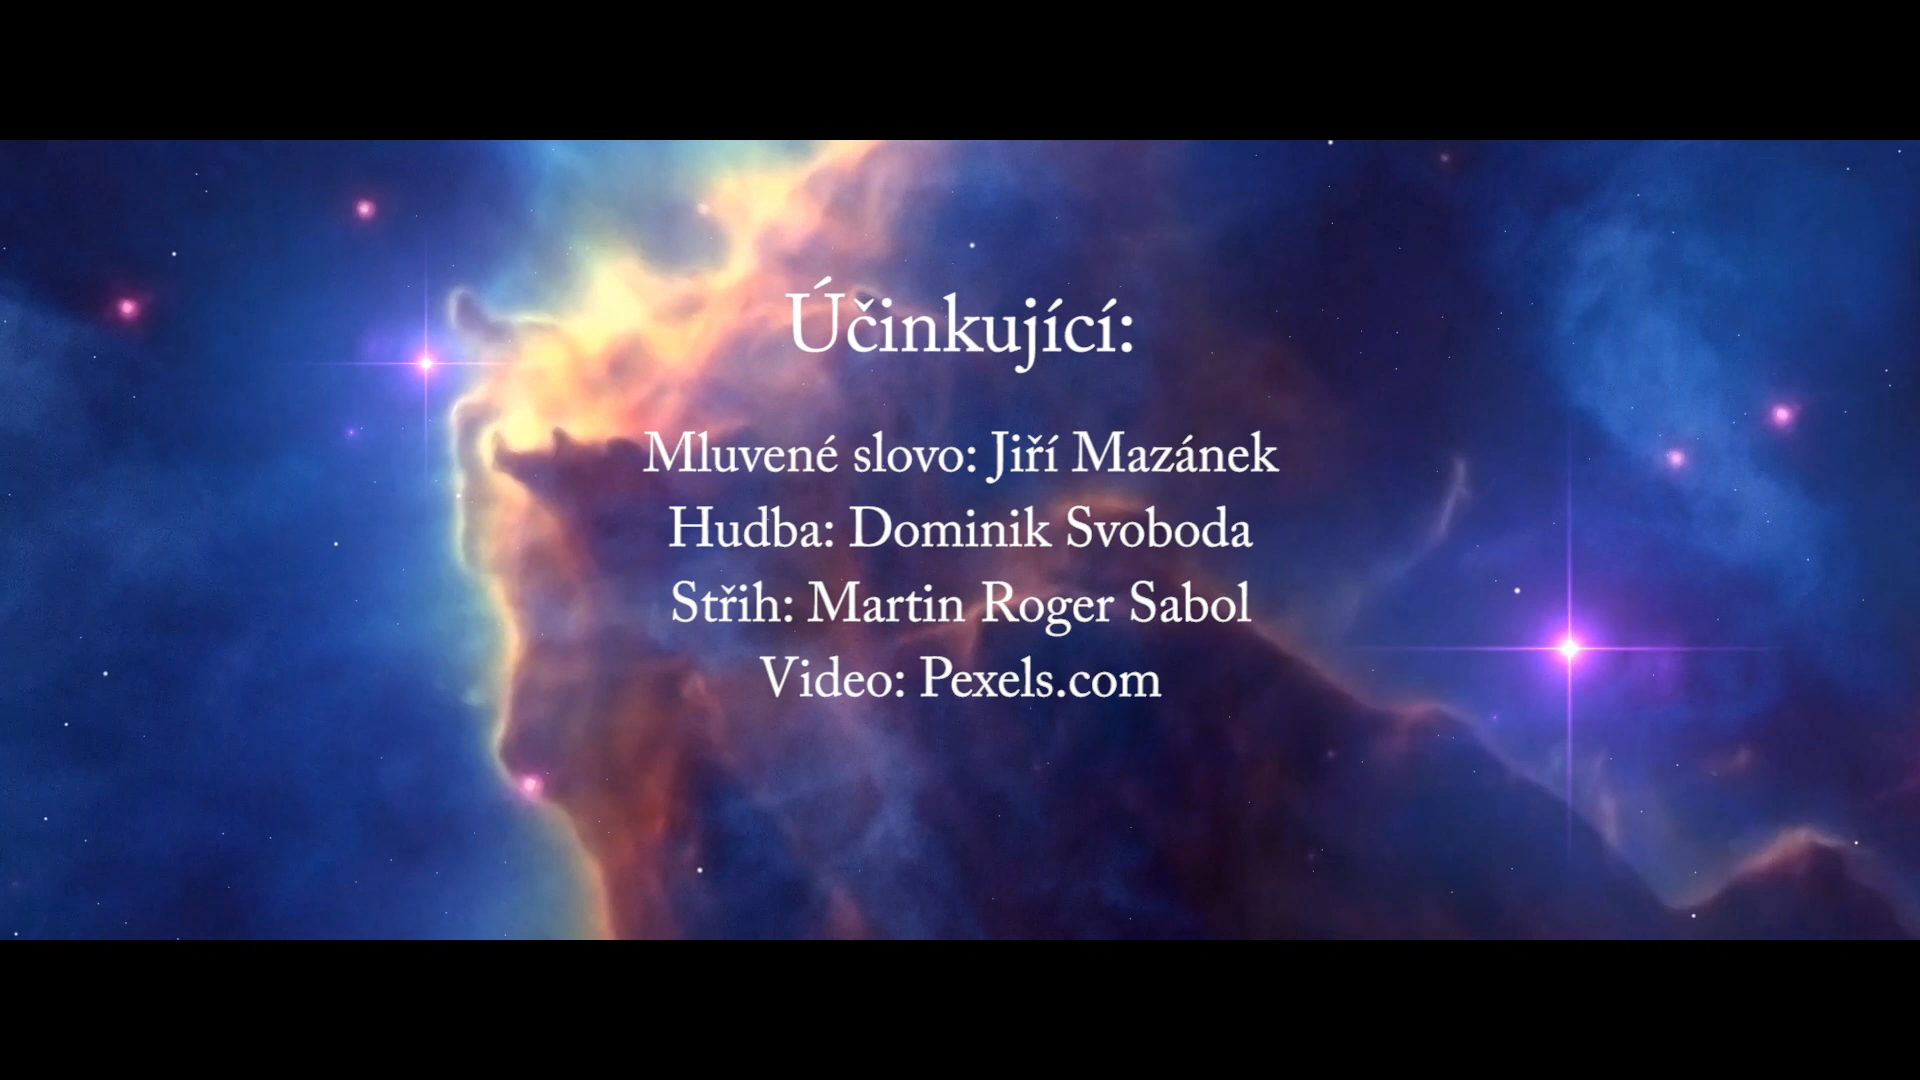 Účinkující:
Mluvené slovo: Jiří Mazánek
Hudba: Dominik Svoboda
Střih: Martin Roger Sabol
Video: Pexels.com